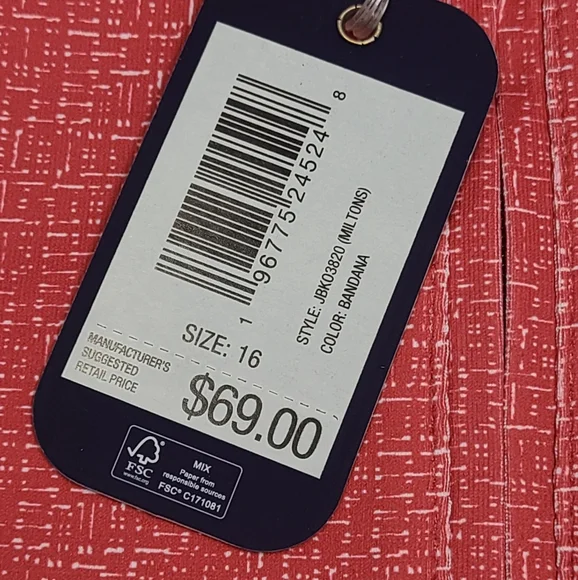 1 96775 24524 8
STYLE: JBK03820 (MILTONS)
COLOR: BANDANA
SIZE: 16
MANUFACTURER'S
SUGGESTED
RETAIL PRICE
$69.00
FSC
www.fsc.org
MIX
Paper from
responsible sources
FSC® C171081